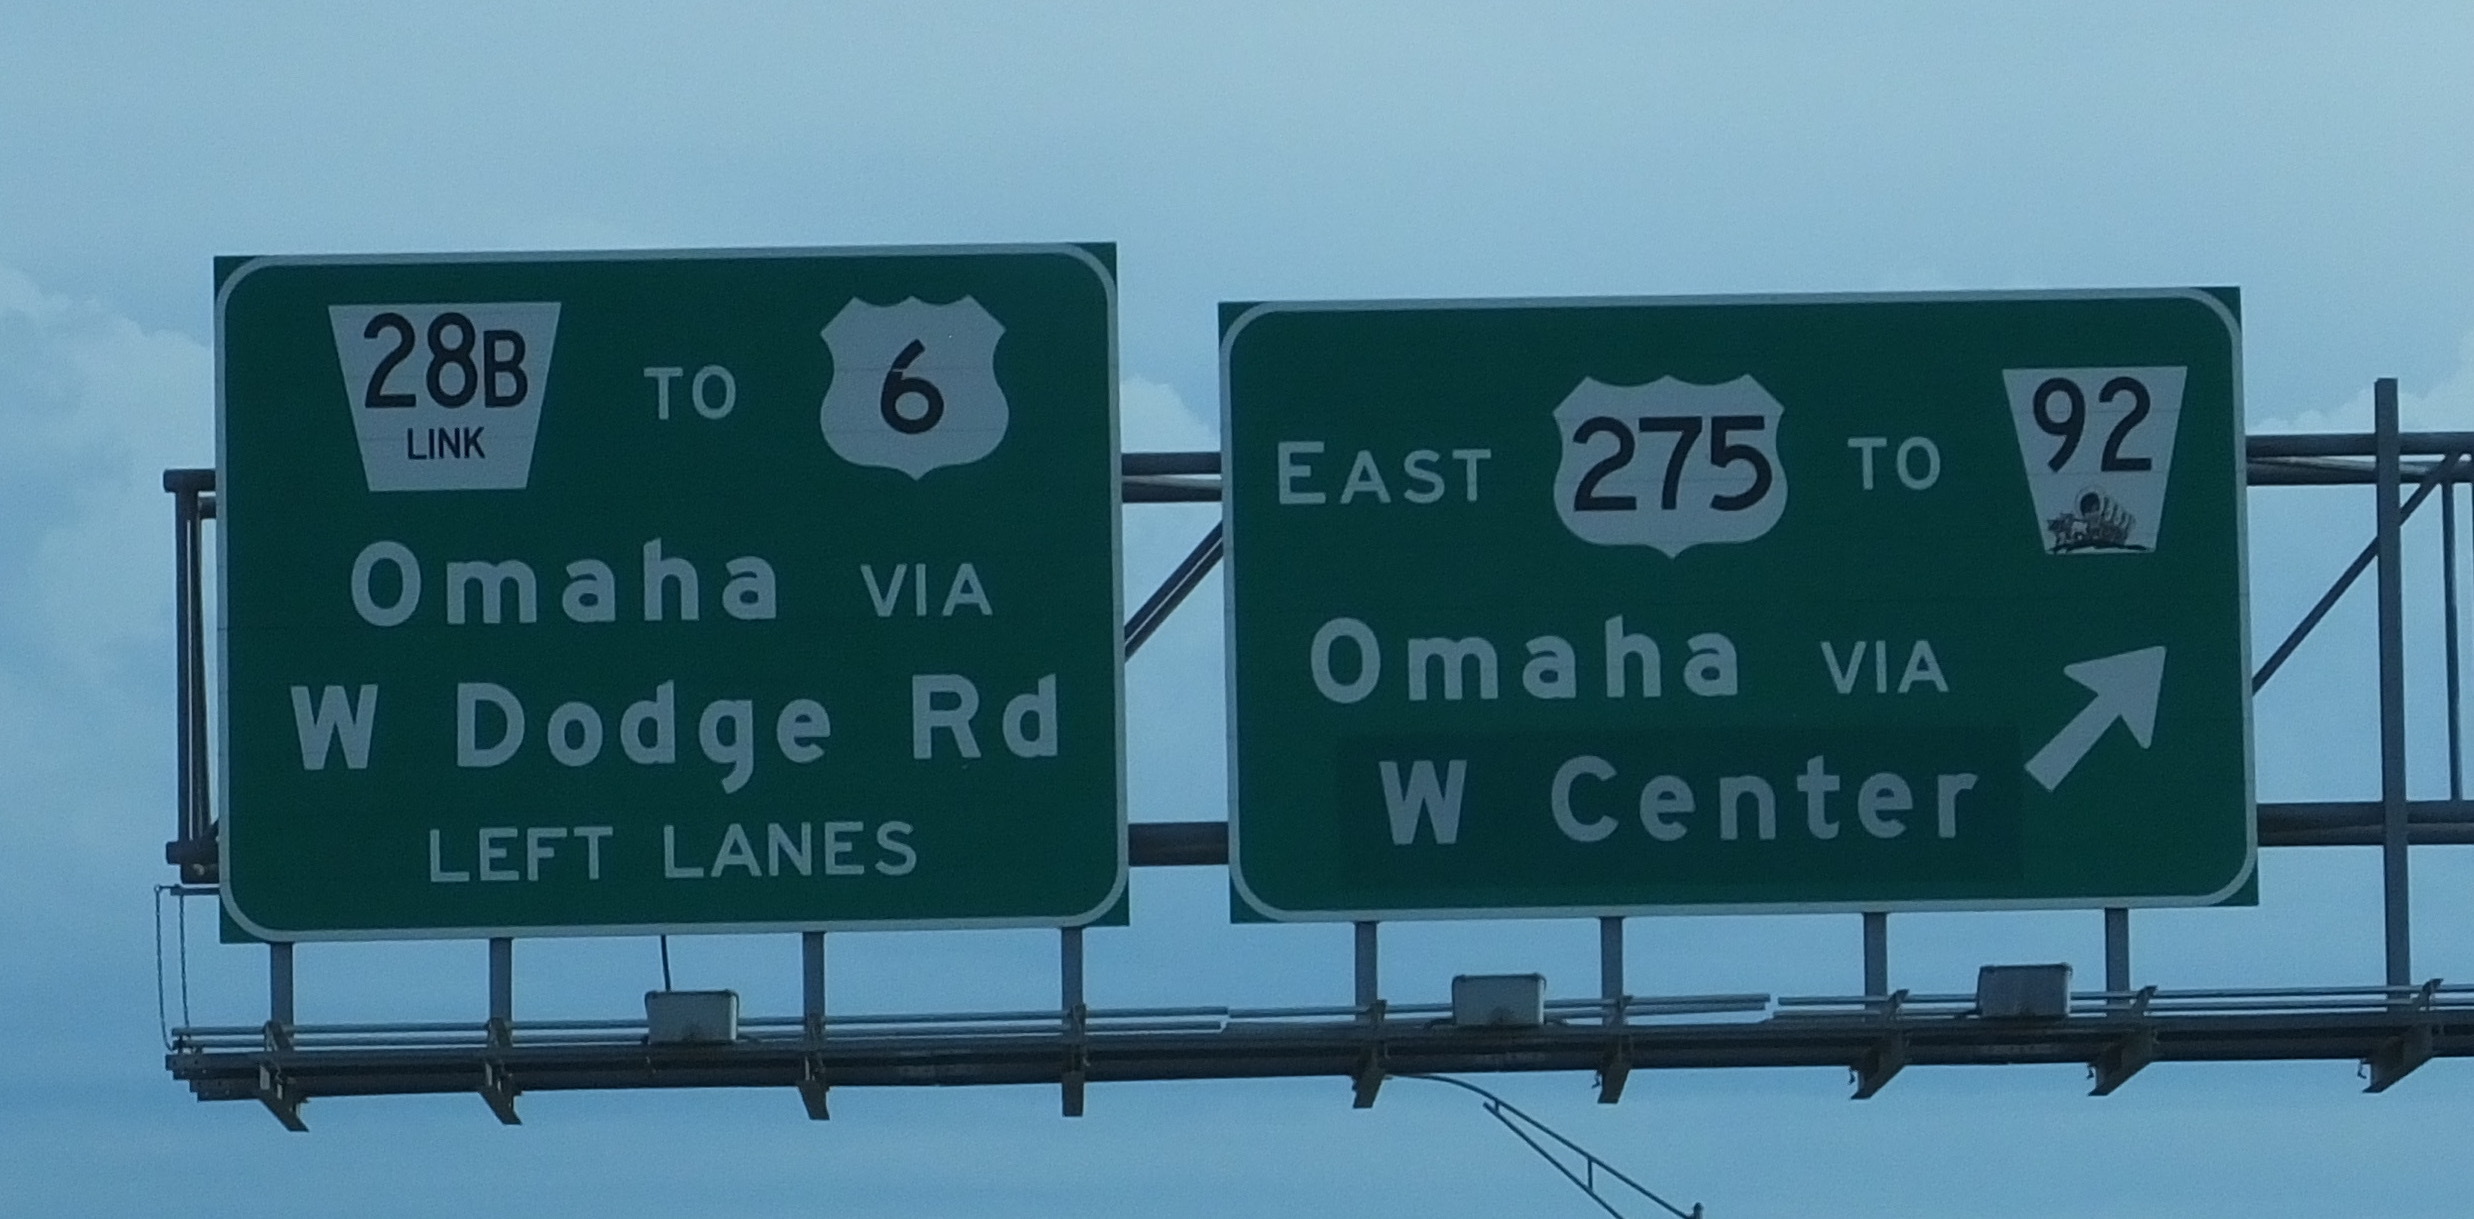 28B TO 6
LINK
Omaha VIA
W Dodge Rd
LEFT LANES
EAST 275 TO 92
Omaha VIA
W Center